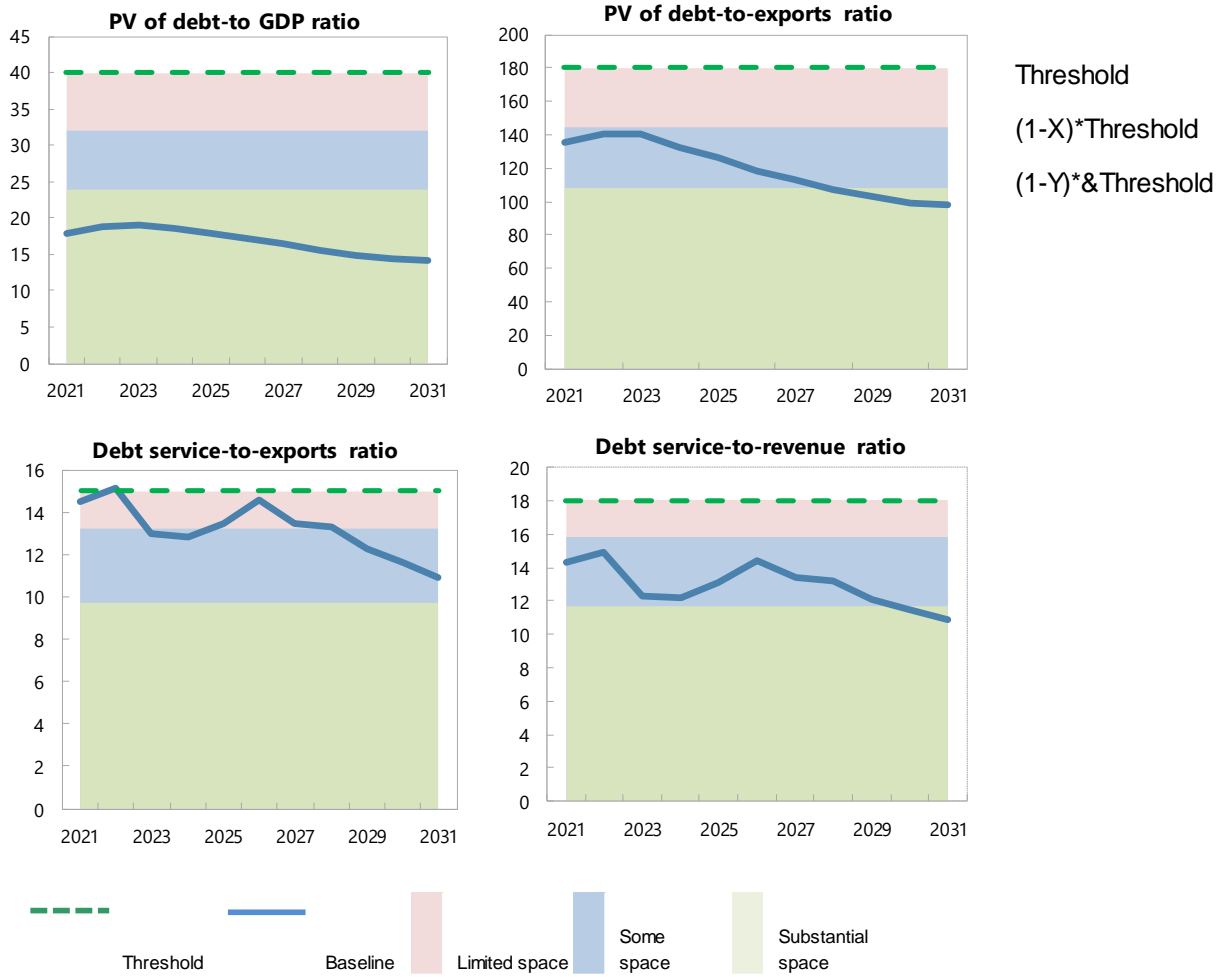 PV of debt-to GDP ratio
45
40
35
30
25
20
15
10
5
0
2021 2023 2025 2027 2029 2031
PV of debt-to-exports ratio
200
180
160
140
120
100
80
60
40
20
0
2021 2023 2025 2027 2029 2031
Threshold
(1-X)*Threshold
(1-Y)*&Threshold
Debt service-to-exports ratio
16
14
12
10
8
6
4
2
0
2021 2023 2025 2027 2029 2031
Debt service-to-revenue ratio
20
18
16
14
12
10
8
6
4
2
0
2021 2023 2025 2027 2029 2031
Threshold
Baseline
Limited space
Some
space
Substantial
space